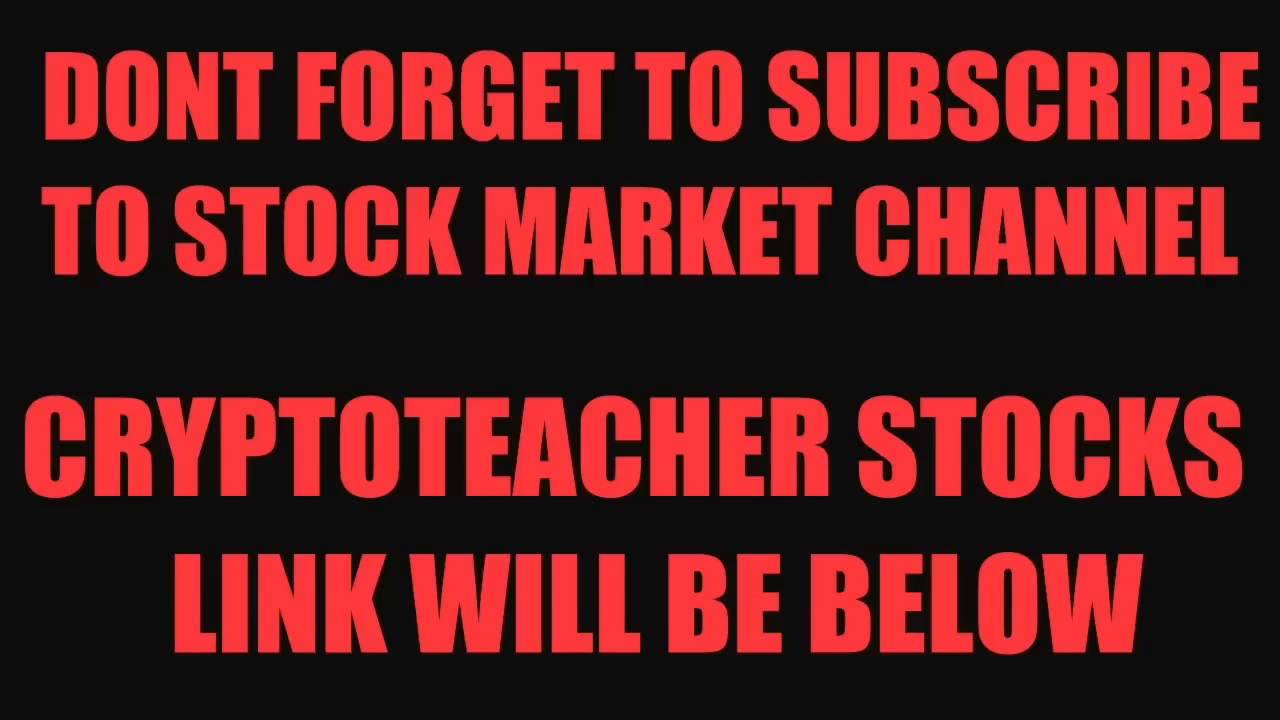 DONT FORGET TO SUBSCRIBE
TO STOCK MARKET CHANNEL
CRYPTOTEACHER STOCKS
LINK WILL BE BELOW